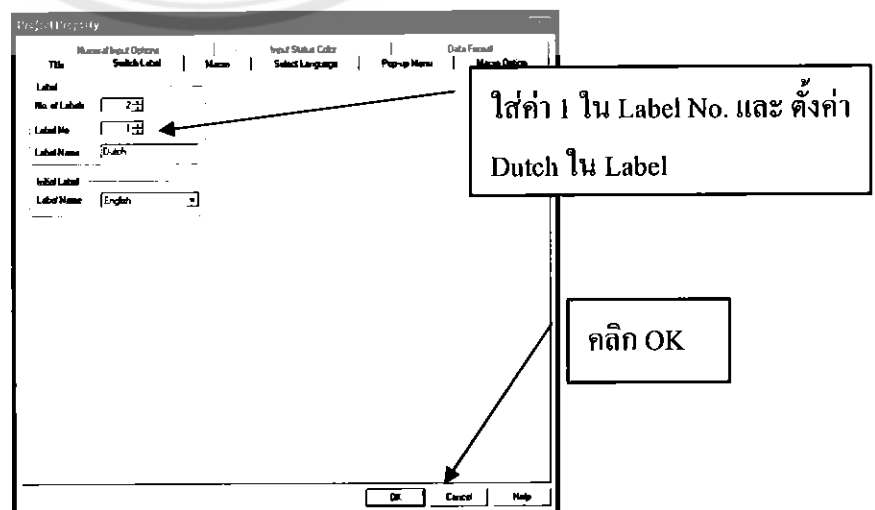 Project Property
Numeral Input Options | Input Status Color | Data Format
Title Switch Label | Macro | Select Language | Pop-up Menu | Macro Option
Label
No. of Labels 2
Label No 1
Label Name Dutch
Initial Label
Label Name English
ใส่ค่า 1 ใน Label No. และ ตั้งค่า
Dutch ใน Label
คลิก OK
OK Cancel Help